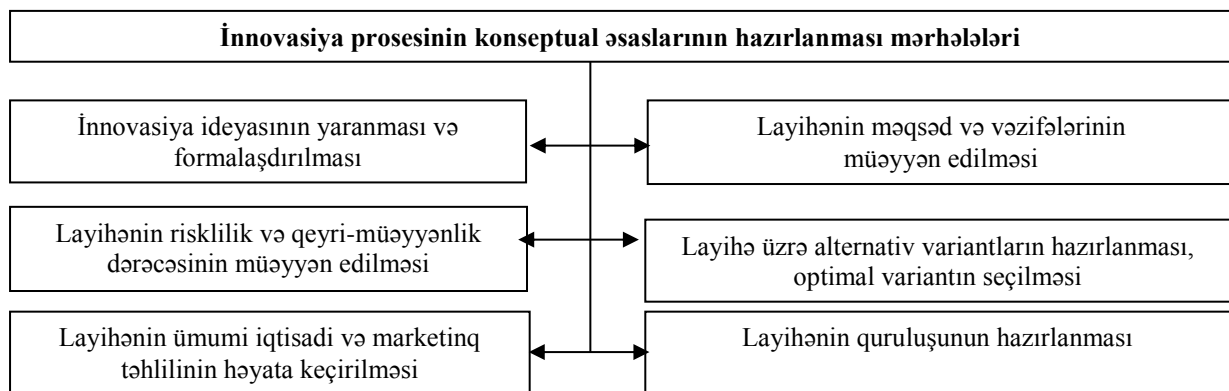 İnnovasiya prosesinin konseptual əsaslarının hazırlanması mərhələləri
İnnovasiya ideyasının yaranması və
formalaşdırılması
Layihənin məqsəd və vəzifələrinin
müəyyən edilməsi
Layihənin risklilik və qeyri-müəyyənlik
dərəcəsinin müəyyən edilməsi
Layihə üzrə alternativ variantların hazırlanması,
optimal variantın seçilməsi
Layihənin ümumi iqtisadi və marketinq
təhlilinin həyata keçirilməsi
Layihənin quruluşunun hazırlanması